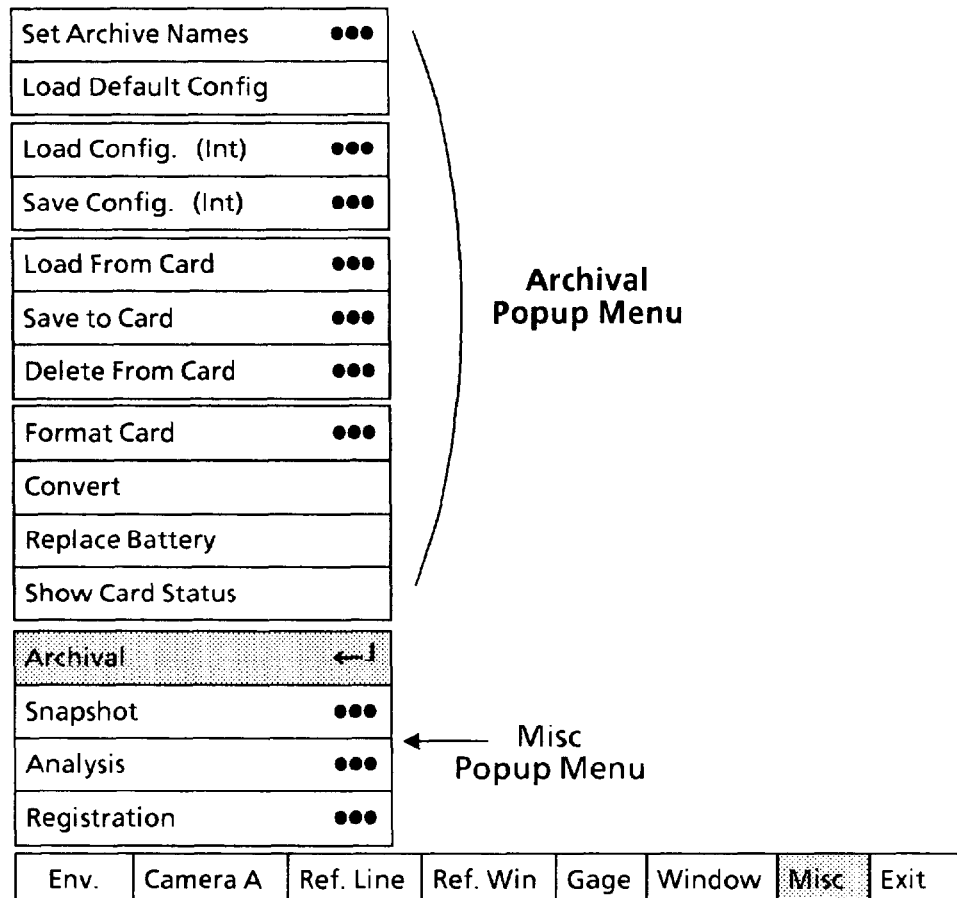 Set Archive Names •••
Load Default Config
Load Config. (Int) •••
Save Config. (Int) •••
Load From Card •••
Save to Card •••
Delete From Card •••
Format Card •••
Convert
Replace Battery
Show Card Status
Archival
Popup Menu
Archival ←┘
Snapshot •••
Analysis •••
Registration •••
Misc
Popup Menu
Env. Camera A Ref. Line Ref. Win Gage Window Misc Exit